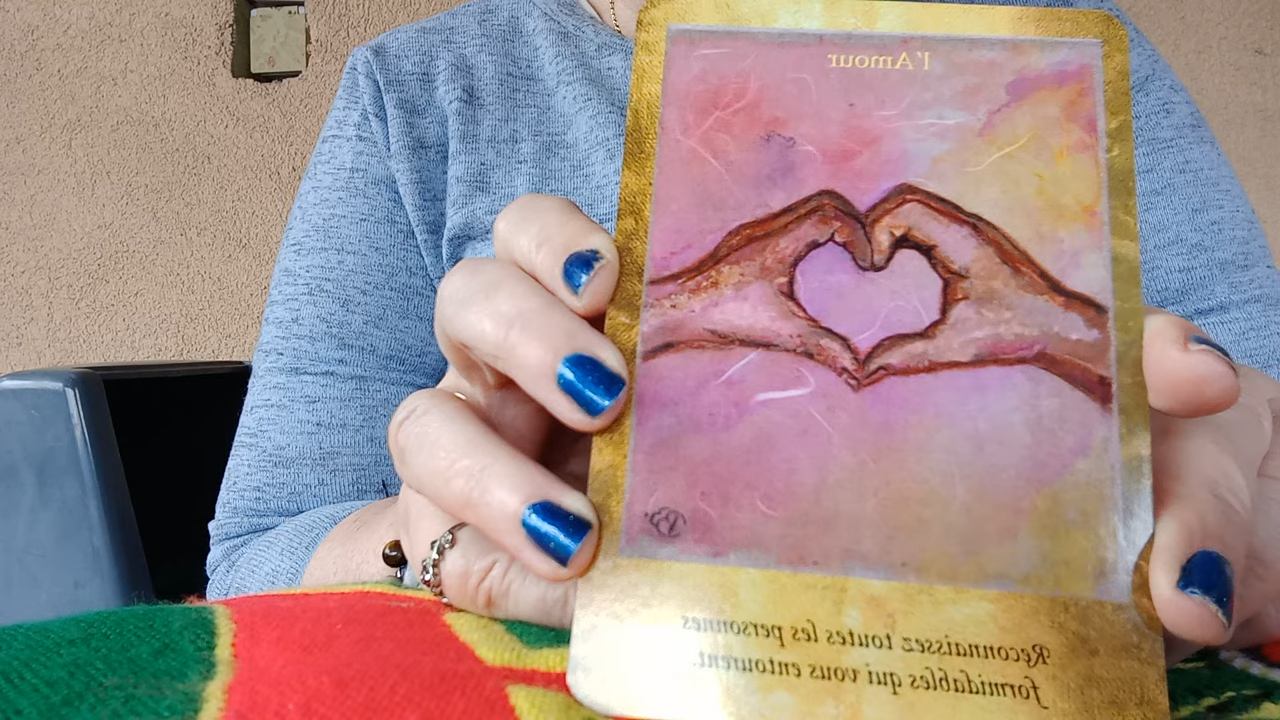 l'Amour
Reconnaissez toutes les personnes
formidables qui vous entourent.